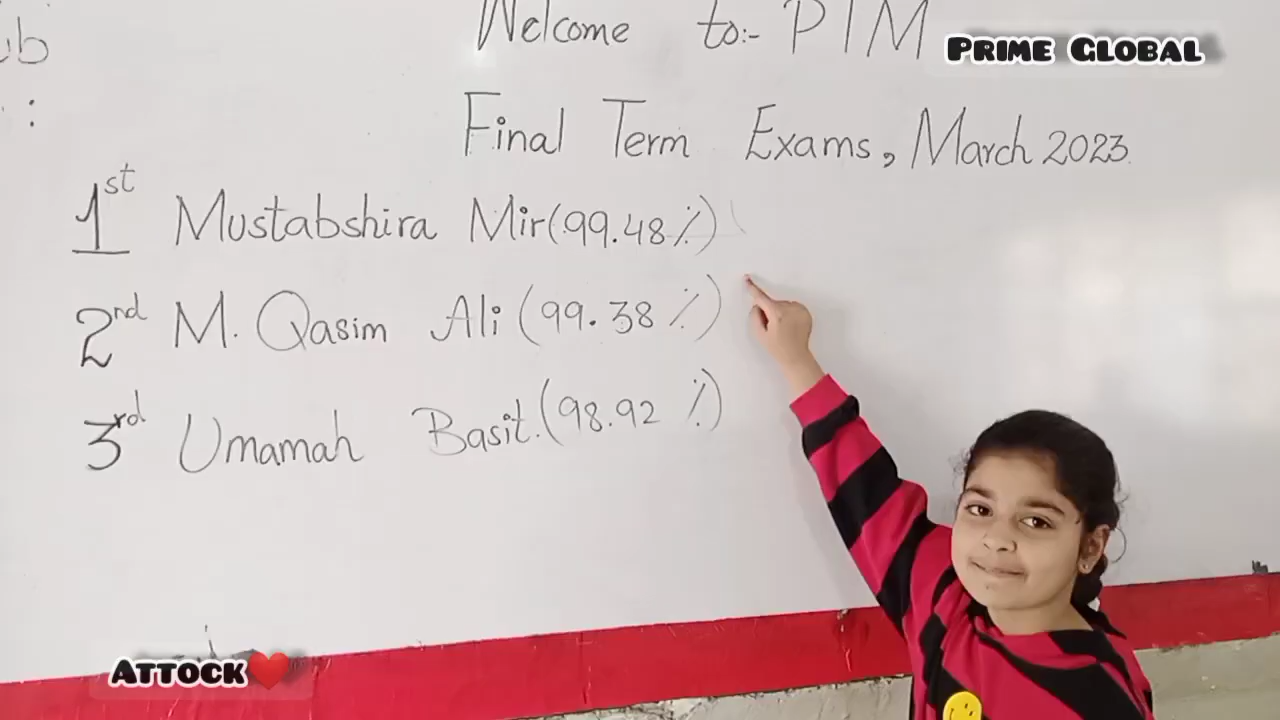 Welcome to:- PTM
PRIME GLOBAL
Final Term Exams, March 2023
1st Mustabshira Mir (99.48%)
2nd M. Qasim Ali (99.38%)
3rd Umamah Basit. (98.92%)
ATTOCK❤️